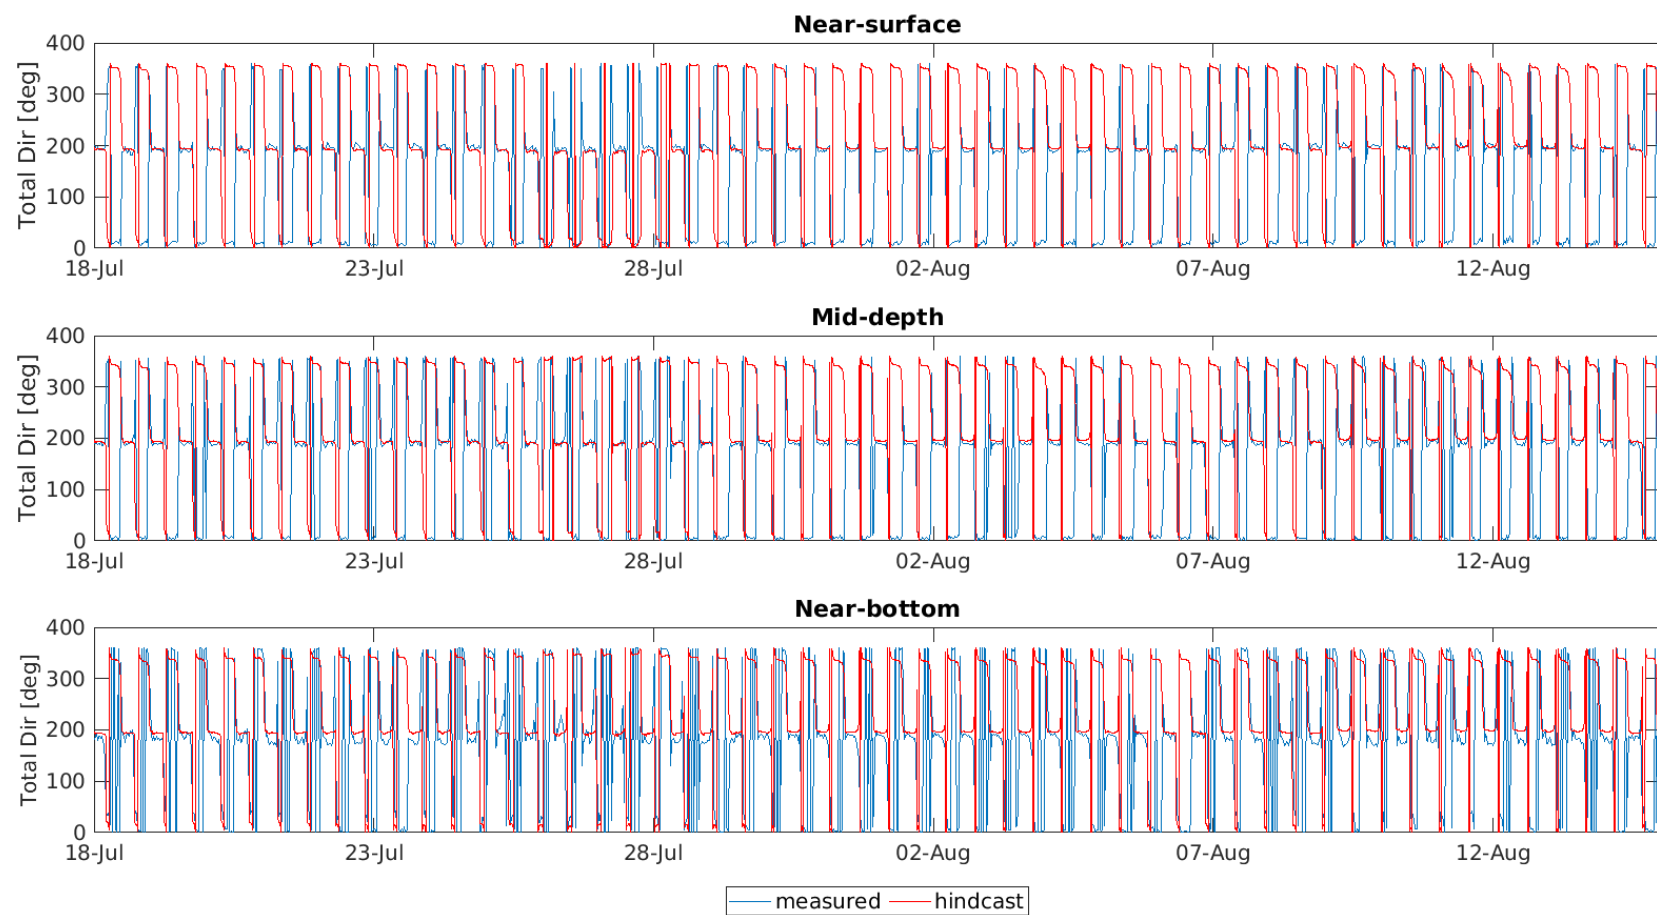 Near-surface
Total Dir [deg]
400
300
200
100
0
18-Jul 23-Jul 28-Jul 02-Aug 07-Aug 12-Aug
Mid-depth
Total Dir [deg]
400
300
200
100
0
18-Jul 23-Jul 28-Jul 02-Aug 07-Aug 12-Aug
Near-bottom
Total Dir [deg]
400
300
200
100
0
18-Jul 23-Jul 28-Jul 02-Aug 07-Aug 12-Aug
measured hindcast